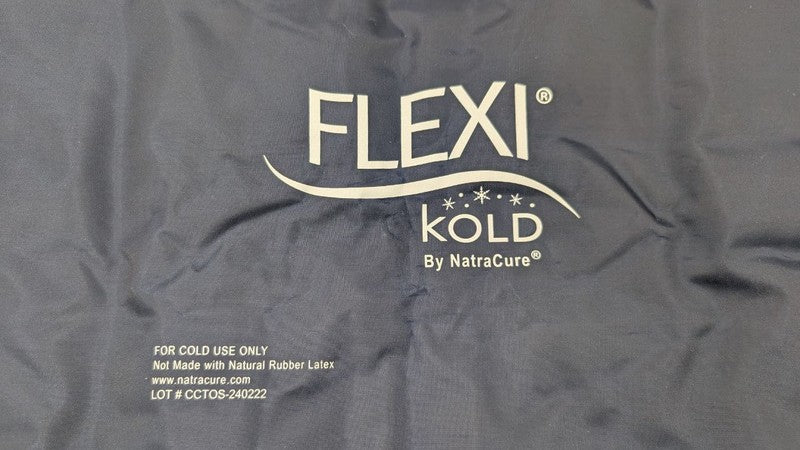 FLEXI®
KOLD
By NatraCure®
FOR COLD USE ONLY
Not Made with Natural Rubber Latex
www.natracure.com
LOT # CCTOS-240222